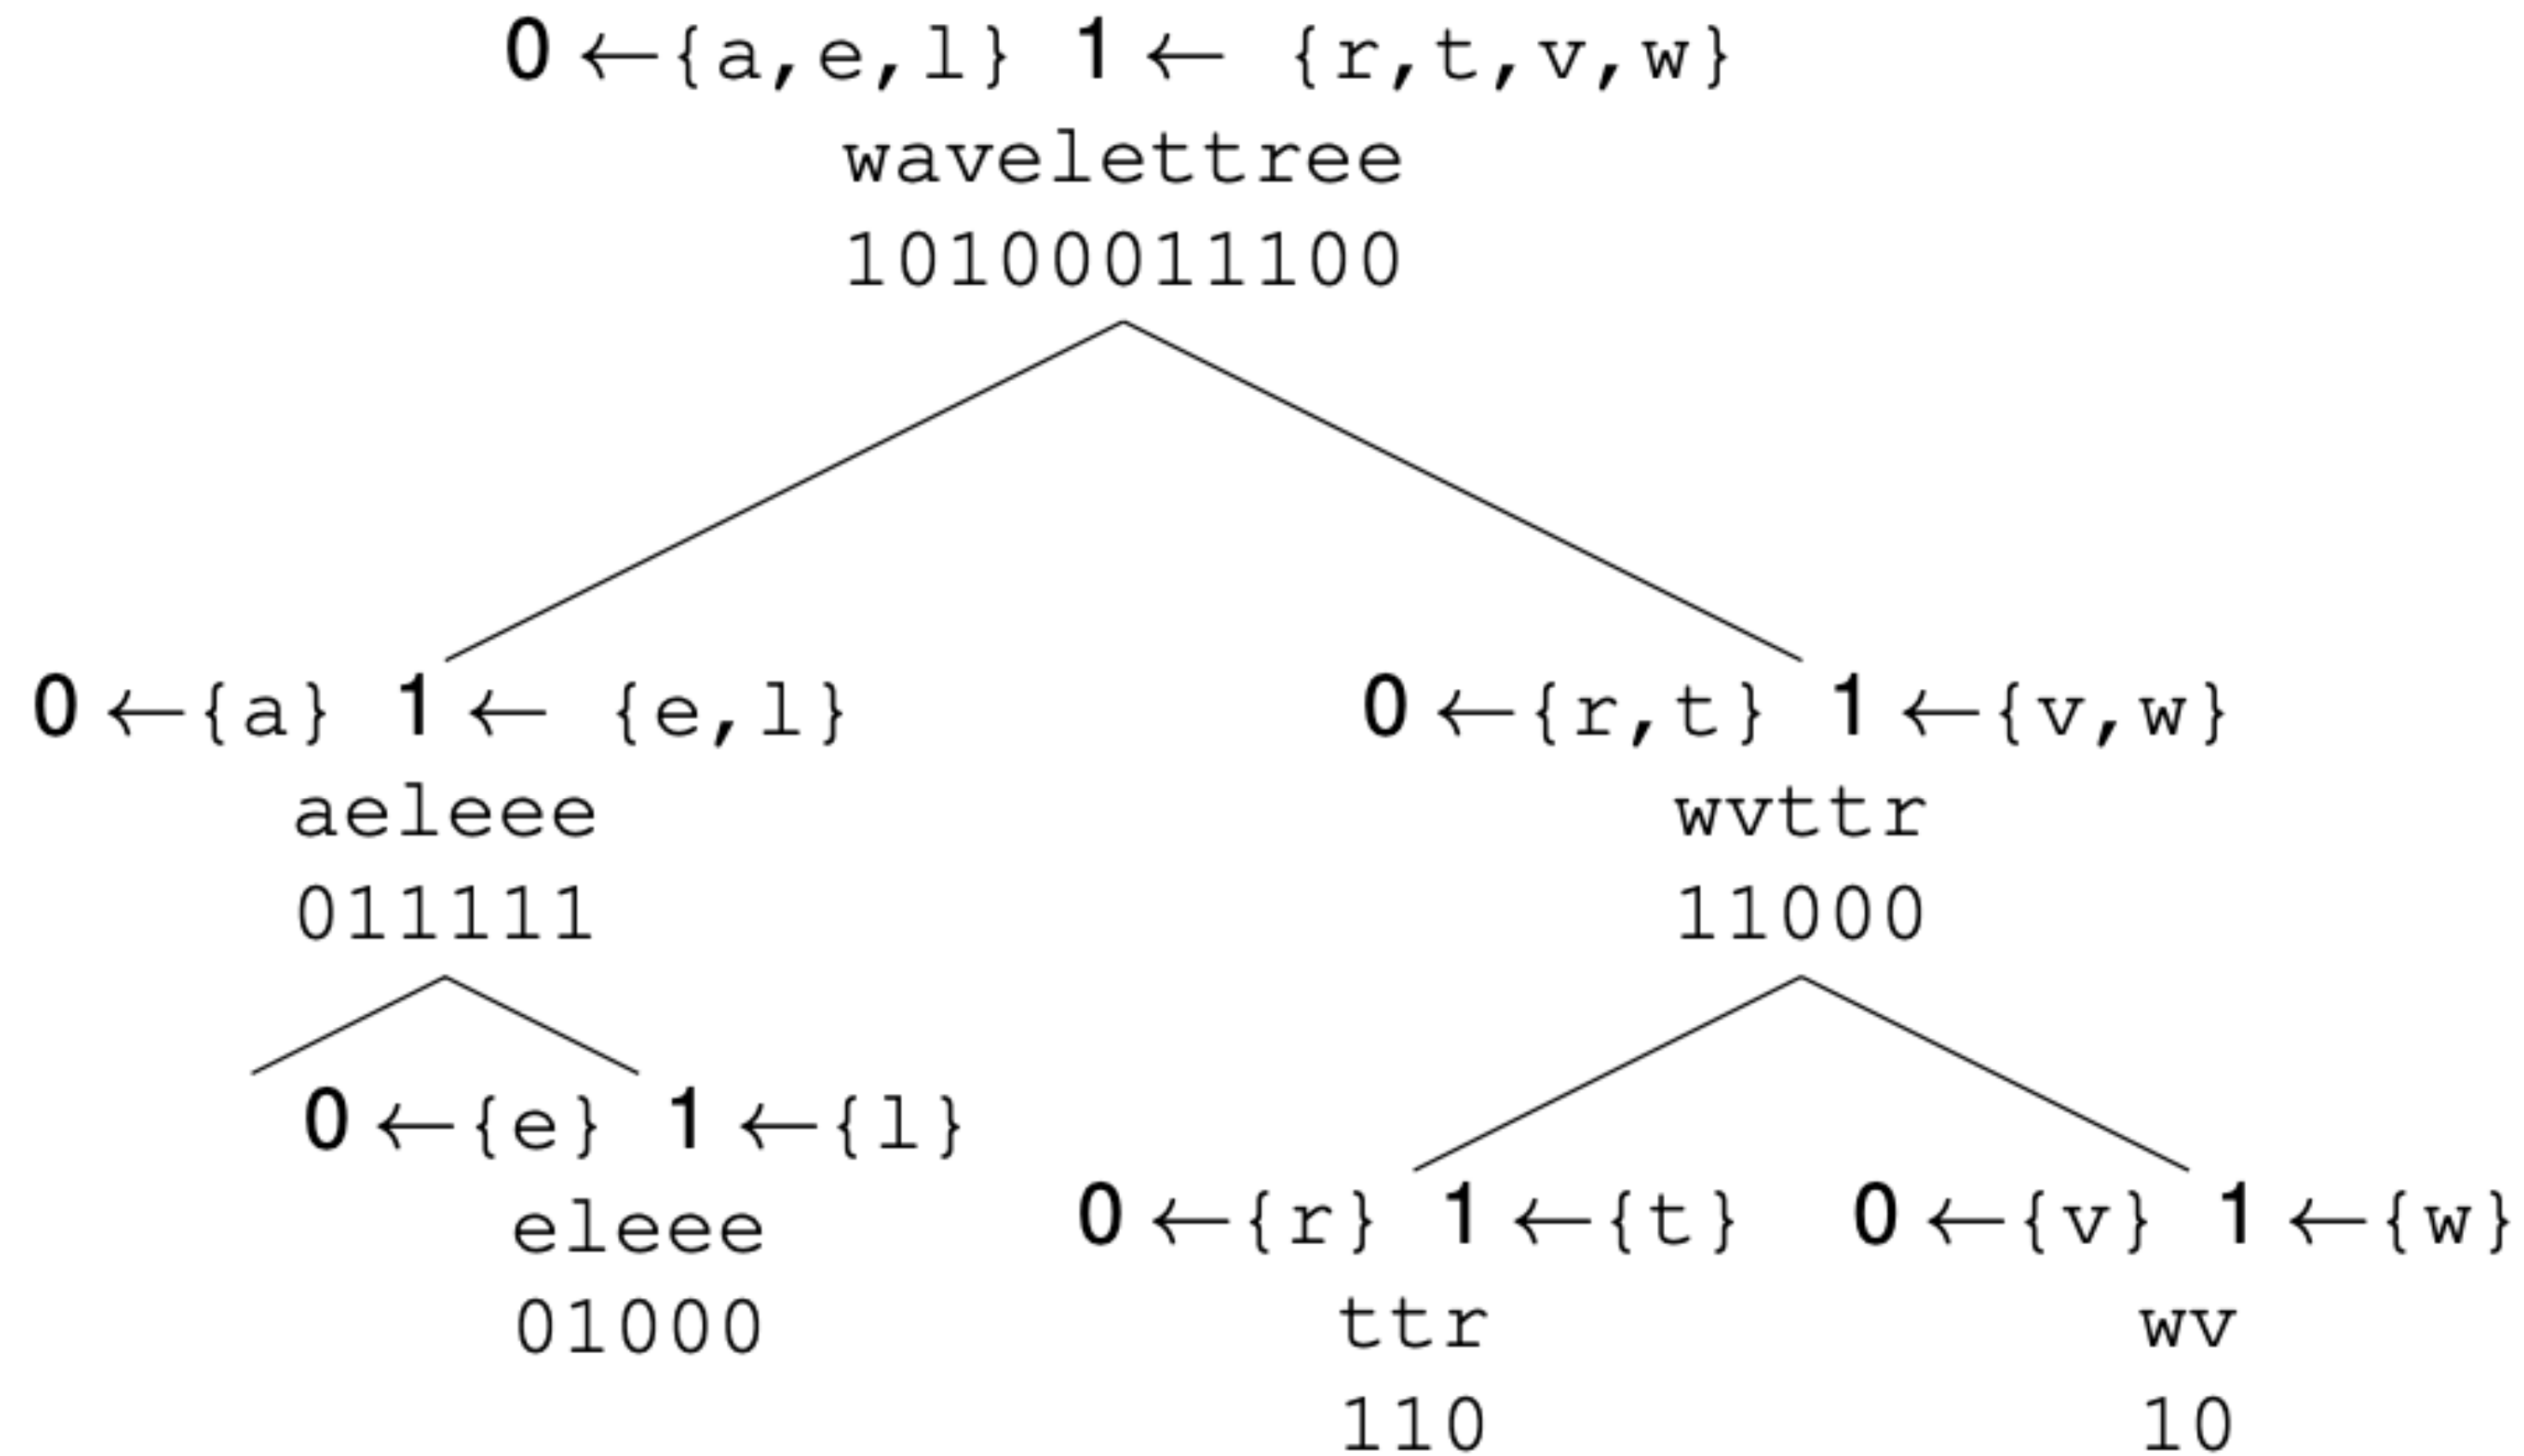 0 ←{a,e,l} 1 ← {r,t,v,w}
wavelettree
10100011100
0 ←{a} 1 ← {e,l}
aeleee
011111
0 ←{r,t} 1 ←{v,w}
wvttr
11000
0 ←{e} 1 ←{l}
eleee
01000
0 ←{r} 1 ←{t}
ttr
110
0 ←{v} 1 ←{w}
wv
10